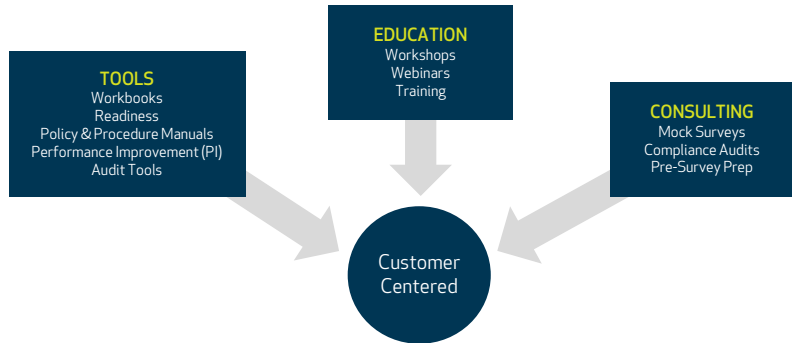 TOOLS
Workbooks
Readiness
Policy & Procedure Manuals
Performance Improvement (PI)
Audit Tools
EDUCATION
Workshops
Webinars
Training
CONSULTING
Mock Surveys
Compliance Audits
Pre-Survey Prep
Customer
Centered